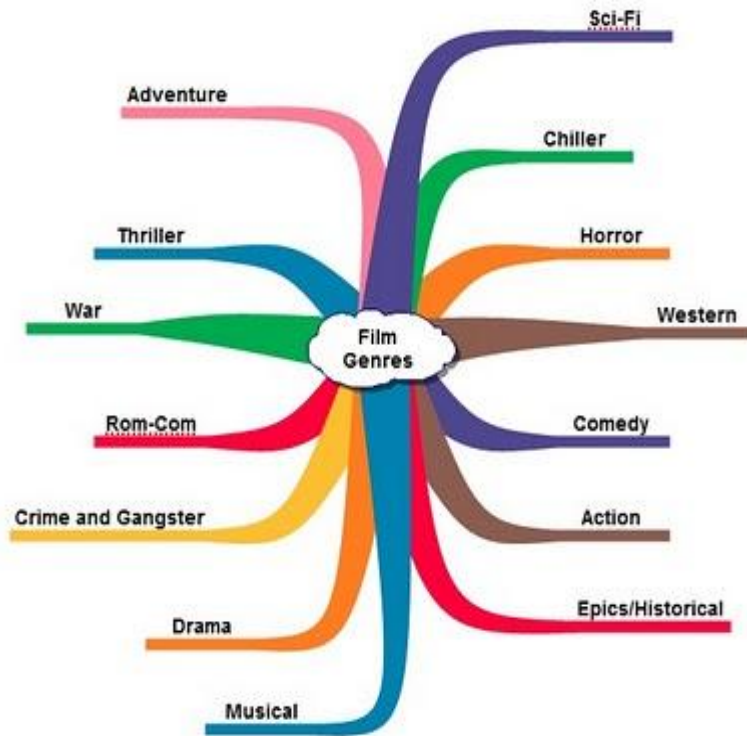 Sci-Fi
Adventure
Chiller
Thriller
Horror
War
Western
Film
Genres
Rom-Com
Comedy
Crime and Gangster
Action
Epics/Historical
Drama
Musical